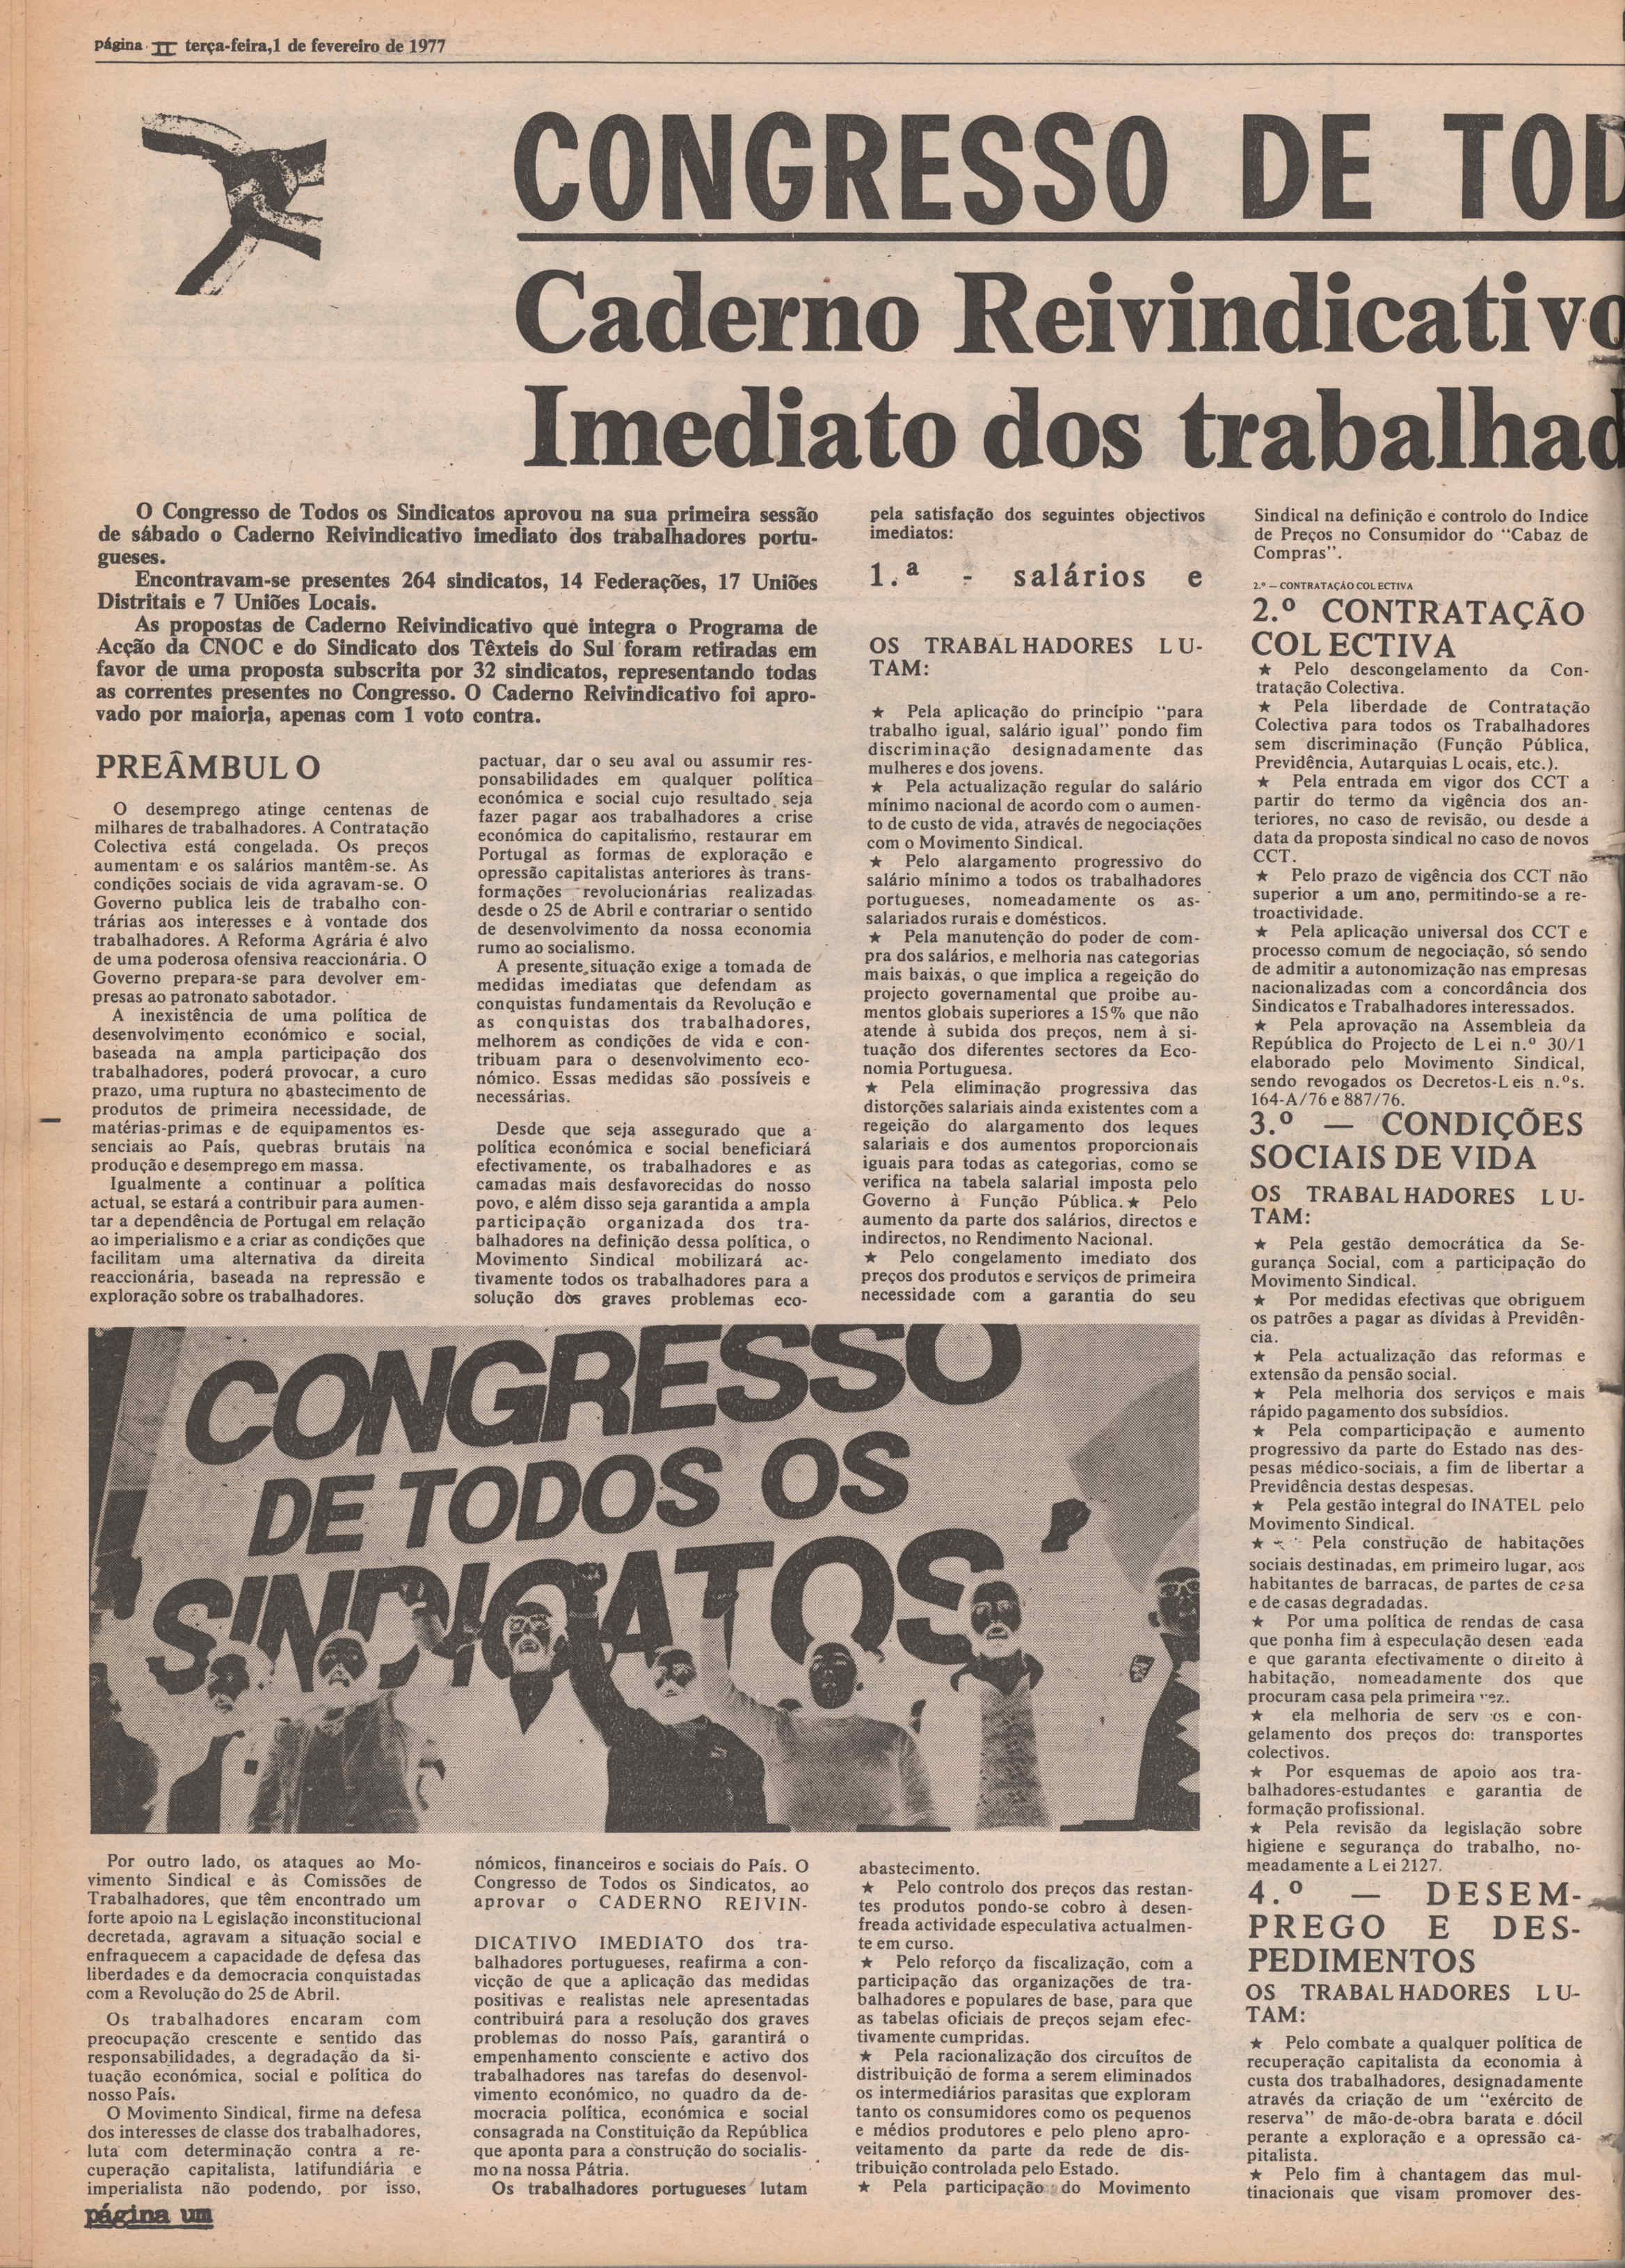 página II terça-feira,1 de fevereiro de 1977
CONGRESSO DE TOD
Caderno Reivindicativo
Imediato dos trabalhad
O Congresso de Todos os Sindicatos aprovou na sua primeira sessão
de sábado o Caderno Reivindicativo imediato dos trabalhadores portu-
gueses.
Encontravam-se presentes 264 sindicatos, 14 Federações, 17 Uniões
Distritais e 7 Uniões Locais.
As propostas de Caderno Reivindicativo que integra o Programa de
Acção da CNOC e do Sindicato dos Têxteis do Sul foram retiradas em
favor de uma proposta subscrita por 32 sindicatos, representando todas
as correntes presentes no Congresso. O Caderno Reivindicativo foi apro-
vado por maioria, apenas com 1 voto contra.
PREÂMBULO
O desemprego atinge centenas de
milhares de trabalhadores. A Contratação
Colectiva está congelada. Os preços
aumentam e os salários mantêm-se. As
condições sociais de vida agravam-se. O
Governo publica leis de trabalho con-
trárias aos interesses e à vontade dos
trabalhadores. A Reforma Agrária é alvo
de uma poderosa ofensiva reaccionária. O
Governo prepara-se para devolver em-
presas ao patronato sabotador.
A inexistência de uma política de
desenvolvimento económico e social,
baseada na ampla participação dos
trabalhadores, poderá provocar, a curo
prazo, uma ruptura no abastecimento de
produtos de primeira necessidade, de
matérias-primas e de equipamentos es-
senciais ao País, quebras brutais na
produção e desemprego em massa.
Igualmente a continuar a política
actual, se estará a contribuir para aumen-
tar a dependência de Portugal em relação
ao imperialismo e a criar as condições que
facilitam uma alternativa da direita
reaccionária, baseada na repressão e
exploração sobre os trabalhadores.
Por outro lado, os ataques ao Mo-
vimento Sindical e às Comissões de
Trabalhadores, que têm encontrado um
forte apoio na Legislação inconstitucional
decretada, agravam a situação social e
enfraquecem a capacidade de defesa das
liberdades e da democracia conquistadas
com a Revolução do 25 de Abril.
Os trabalhadores encaram com
preocupação crescente e sentido das
responsabilidades, a degradação da si-
tuação económica, social e política do
nosso País.
O Movimento Sindical, firme na defesa
dos interesses de classe dos trabalhadores,
luta com determinação contra a re-
cuperação capitalista, latifundiária e
imperialista não podendo, por isso,
pactuar, dar o seu aval ou assumir res-
ponsabilidades em qualquer política
económica e social cujo resultado seja
fazer pagar aos trabalhadores a crise
económica do capitalismo, restaurar em
Portugal as formas de exploração e
opressão capitalistas anteriores às trans-
formações revolucionárias realizadas
desde o 25 de Abril e contrariar o sentido
de desenvolvimento da nossa economia
rumo ao socialismo.
A presente situação exige a tomada de
medidas imediatas que defendam as
conquistas fundamentais da Revolução e
as conquistas dos trabalhadores,
melhorem as condições de vida e con-
tribuam para o desenvolvimento eco-
nómico. Essas medidas são possíveis e
necessárias.
Desde que seja assegurado que a
política económica e social beneficiará
efectivamente, os trabalhadores e as
camadas mais desfavorecidas do nosso
povo, e além disso seja garantida a ampla
participação organizada dos tra-
balhadores na definição dessa política, o
Movimento Sindical mobilizará ac-
tivamente todos os trabalhadores para a
solução dos graves problemas eco-
nómicos, financeiros e sociais do País. O
Congresso de Todos os Sindicatos, ao
aprovar o CADERNO REIVIN-
DICATIVO IMEDIATO dos tra-
balhadores portugueses, reafirma a con-
vicção de que a aplicação das medidas
positivas e realistas nele apresentadas
contribuirá para a resolução dos graves
problemas do nosso País, garantirá o
empenhamento consciente e activo dos
trabalhadores nas tarefas do desenvol-
vimento económico, no quadro da de-
mocracia política, económica e social
consagrada na Constituição da República
que aponta para a construção do socialis-
mo na nossa Pátria.
Os trabalhadores portugueses lutam
pela satisfação dos seguintes objectivos
imediatos:
1.ª - salários e
OS TRABALHADORES LU-
TAM:
★ Pela aplicação do princípio "para
trabalho igual, salário igual" pondo fim
discriminação designadamente das
mulheres e dos jovens.
★ Pela actualização regular do salário
mínimo nacional de acordo com o aumen-
to de custo de vida, através de negociações
com o Movimento Sindical.
★ Pelo alargamento progressivo do
salário mínimo a todos os trabalhadores
portugueses, nomeadamente os as-
salariados rurais e domésticos.
★ Pela manutenção do poder de com-
pra dos salários, e melhoria nas categorias
mais baixas, o que implica a regeição do
projecto governamental que proibe au-
mentos globais superiores a 15% que não
atende à subida dos preços, nem à si-
tuação dos diferentes sectores da Eco-
nomia Portuguesa.
★ Pela eliminação progressiva das
distorções salariais ainda existentes com a
regeição do alargamento dos leques
salariais e dos aumentos proporcionais
iguais para todas as categorias, como se
verifica na tabela salarial imposta pelo
Governo à Função Pública. ★ Pelo
aumento da parte dos salários, directos e
indirectos, no Rendimento Nacional.
★ Pelo congelamento imediato dos
preços dos produtos e serviços de primeira
necessidade com a garantia do seu
abastecimento.
★ Pelo controlo dos preços das restan-
tes produtos pondo-se cobro à desen-
freada actividade especulativa actualmen-
te em curso.
★ Pelo reforço da fiscalização, com a
participação das organizações de tra-
balhadores e populares de base, para que
as tabelas oficiais de preços sejam efec-
tivamente cumpridas.
★ Pela racionalização dos circuitos de
distribuição de forma a serem eliminados
os intermediários parasitas que exploram
tanto os consumidores como os pequenos
e médios produtores e pelo pleno apro-
veitamento da parte da rede de dis-
tribuição controlada pelo Estado.
★ Pela participação do Movimento
Sindical na definição e controlo do Indice
de Preços no Consumidor do "Cabaz de
Compras".
2.º — CONTRATAÇÃO COLECTIVA
2.º CONTRATAÇÃO
COLECTIVA
★ Pelo descongelamento da Con-
tratação Colectiva.
★ Pela liberdade de Contratação
Colectiva para todos os Trabalhadores
sem discriminação (Função Pública,
Previdência, Autarquias Locais, etc.).
★ Pela entrada em vigor dos CCT a
partir do termo da vigência dos an-
teriores, no caso de revisão, ou desde a
data da proposta sindical no caso de novos
CCT.
★ Pelo prazo de vigência dos CCT não
superior a um ano, permitindo-se a re-
troactividade.
★ Pela aplicação universal dos CCT e
processo comum de negociação, só sendo
de admitir a autonomização nas empresas
nacionalizadas com a concordância dos
Sindicatos e Trabalhadores interessados.
★ Pela aprovação na Assembleia da
República do Projecto de Lei n.º 30/1
elaborado pelo Movimento Sindical,
sendo revogados os Decretos-Leis n.ºs.
164-A/76 e 887/76.
3.º — CONDIÇÕES
SOCIAIS DE VIDA
OS TRABALHADORES LU-
TAM:
★ Pela gestão democrática da Se-
gurança Social, com a participação do
Movimento Sindical.
★ Por medidas efectivas que obriguem
os patrões a pagar as dívidas à Previdên-
cia.
★ Pela actualização das reformas e
extensão da pensão social.
★ Pela melhoria dos serviços e mais
rápido pagamento dos subsídios.
★ Pela comparticipação e aumento
progressivo da parte do Estado nas des-
pesas médico-sociais, a fim de libertar a
Previdência destas despesas.
★ Pela gestão integral do INATEL pelo
Movimento Sindical.
★ Pela construção de habitações
sociais destinadas, em primeiro lugar, aos
habitantes de barracas, de partes de casa
e de casas degradadas.
★ Por uma política de rendas de casa
que ponha fim à especulação desen eada
e que garanta efectivamente o direito à
habitação, nomeadamente dos que
procuram casa pela primeira vez.
★ ela melhoria de serv os e con-
gelamento dos preços do: transportes
colectivos.
★ Por esquemas de apoio aos tra-
balhadores-estudantes e garantia de
formação profissional.
★ Pela revisão da legislação sobre
higiene e segurança do trabalho, no-
meadamente a Lei 2127.
4.º — DESEM-
PREGO E DES-
PEDIMENTOS
OS TRABALHADORES LU-
TAM:
★ Pelo combate a qualquer política de
recuperação capitalista da economia à
custa dos trabalhadores, designadamente
através da criação de um "exército de
reserva" de mão-de-obra barata e dócil
perante a exploração e a opressão ca-
pitalista.
★ Pelo fim à chantagem das mul-
tinacionais que visam promover des-
CONGRESSO
DE TODOS OS
SINDICATOS
página um